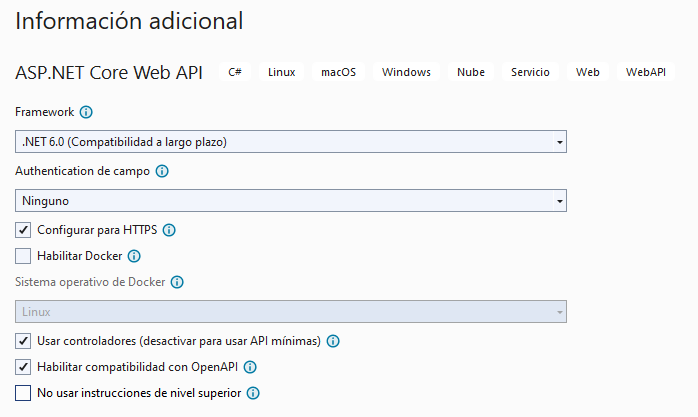 Información adicional
ASP.NET Core Web API C# Linux macOS Windows Nube Servicio Web WebAPI
Framework
.NET 6.0 (Compatibilidad a largo plazo)
Authentication de campo
Ninguno
Configurar para HTTPS
Habilitar Docker
Sistema operativo de Docker
Linux
Usar controladores (desactivar para usar API mínimas)
Habilitar compatibilidad con OpenAPI
No usar instrucciones de nivel superior